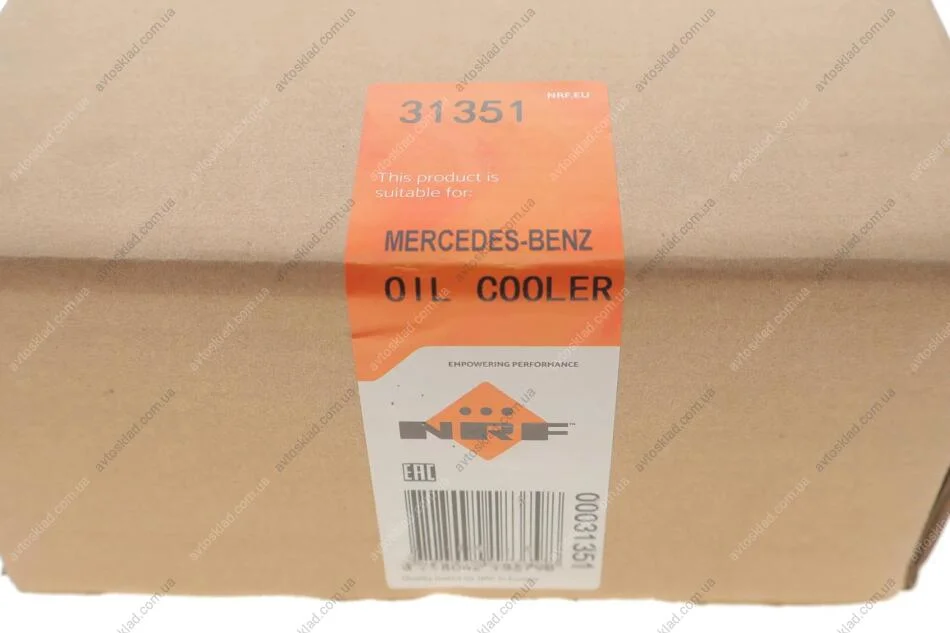 31351
NRF.EU
This product is
suitable for:
MERCEDES-BENZ
OIL COOLER
EMPOWERING PERFORMANCE
NRF™
EAC
00031351
avtosklad.com.ua